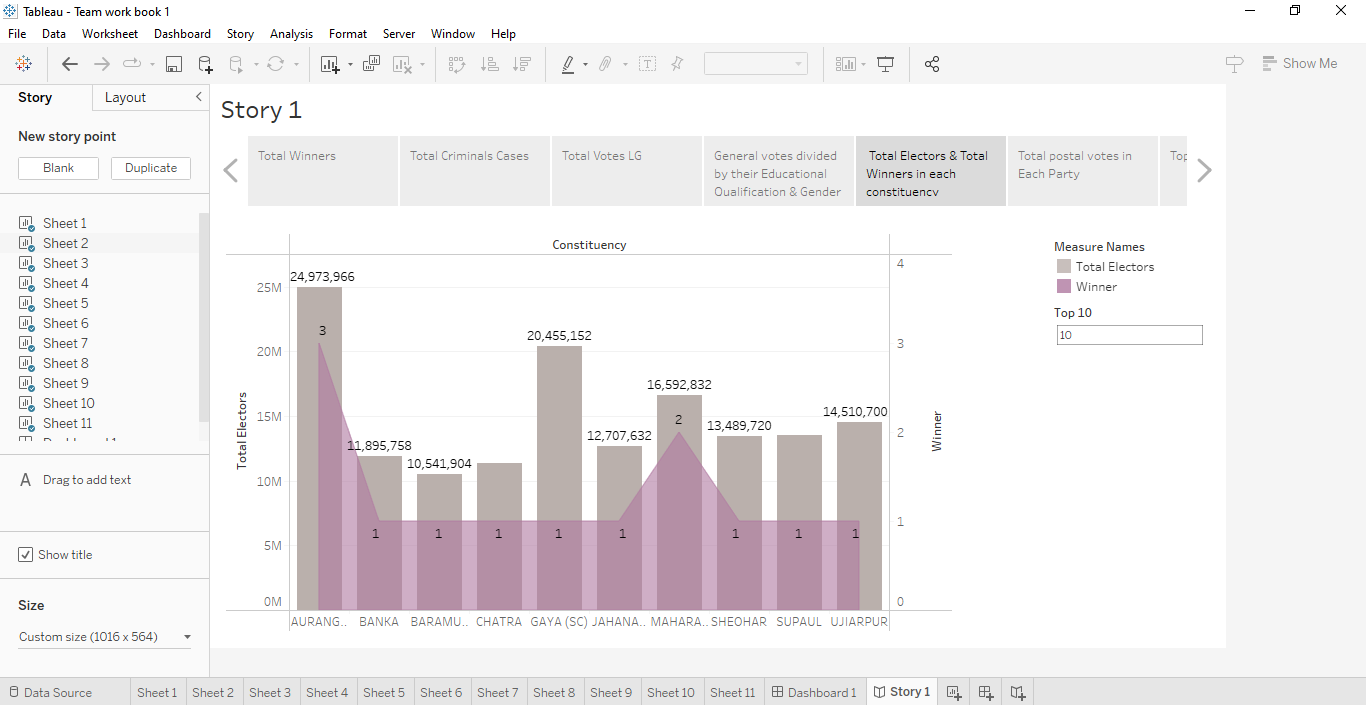 Tableau - Team work book 1
File Data Worksheet Dashboard Story Analysis Format Server Window Help
Show Me
Story Layout
New story point
Blank Duplicate
Sheet 1
Sheet 2
Sheet 3
Sheet 4
Sheet 5
Sheet 6
Sheet 7
Sheet 8
Sheet 9
Sheet 10
Sheet 11
A Drag to add text
Show title
Size
Custom size (1016 x 564)
Story 1
Total Winners
Total Criminals Cases
Total Votes LG
General votes divided
by their Educational
Qualification & Gender
Total Electors & Total
Winners in each
constituency
Total postal votes in
Each Party
Top
Constituency
Total Electors
25M
20M
15M
10M
5M
0M
24,973,966
11,895,758
10,541,904
20,455,152
12,707,632
16,592,832
13,489,720
14,510,700
3
1
1
1
1
1
2
1
1
1
AURANG.. BANKA BARAMU.. CHATRA GAYA (SC) JAHANA.. MAHARA.. SHEOHAR SUPAUL UJIARPUR
4
3
2
1
0
Winner
Measure Names
Total Electors
Winner
Top 10
10
Data Source Sheet 1 Sheet 2 Sheet 3 Sheet 4 Sheet 5 Sheet 6 Sheet 7 Sheet 8 Sheet 9 Sheet 10 Sheet 11 Dashboard 1 Story 1